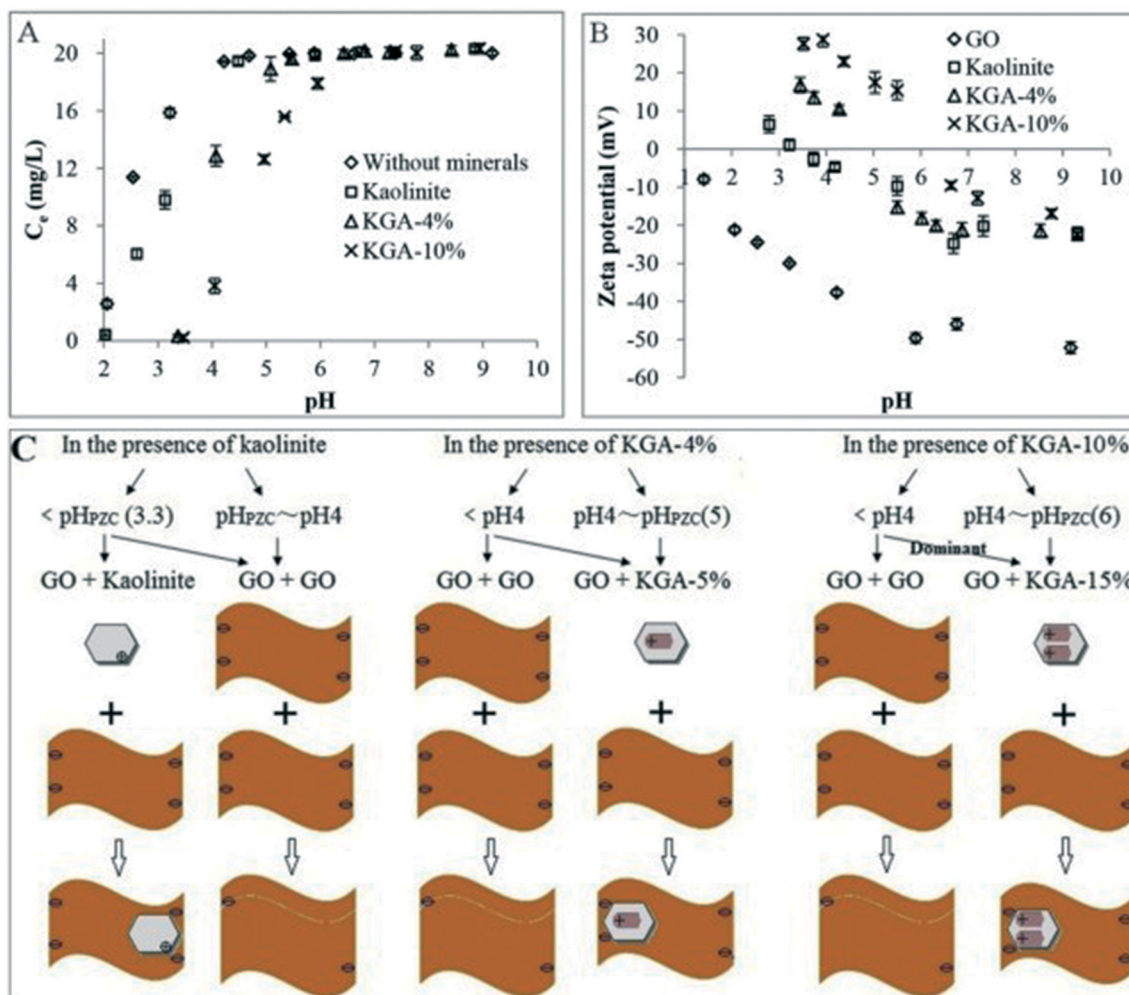 A
20
16
12
8
4
0
2 3 4 5 6 7 8 9 10
Ce (mg/L)
pH
Without minerals
Kaolinite
KGA-4%
KGA-10%
B
30
20
10
0
-10
-20
-30
-40
-50
-60
1 2 3 4 5 6 7 8 9 10
Zeta potential (mV)
pH
GO
Kaolinite
KGA-4%
KGA-10%
C In the presence of kaolinite In the presence of KGA-4% In the presence of KGA-10%
< pHPZC (3.3) pHPZC~pH4 < pH4 pH4~pHPZC(5) < pH4 pH4~pHPZC(6)
Dominant
GO + Kaolinite GO + GO GO + GO GO + KGA-5% GO + GO GO + KGA-15%
+ + + + + +